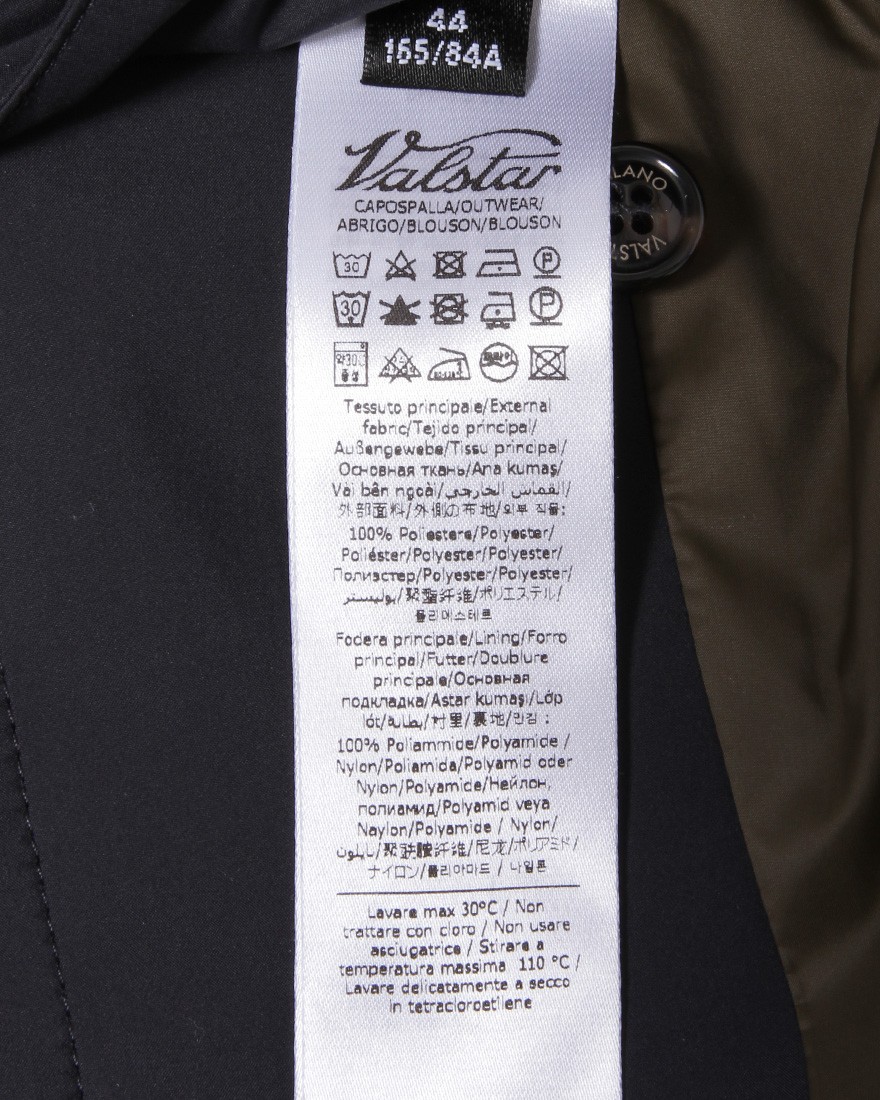 44
165/84A
Valstar
CAPOSPALLA/OUTWEAR/
ABRIGO/BLOUSON/BLOUSON
LANO
VALS
30
P
30
P
약30℃
Tessuto principale/External
fabric/Tejido principal/
Außengewebe/Tissu principal/
Основная ткань/Ana kumaş/
Vải bên ngoài/القماش الخارجي/
外部面料/外側の布地/외부 직물:
100% Poliestere/Polyester/
Poliéster/Polyester/Polyester/
Полиэстер/Polyester/Polyester/
بوليستر/聚酯纤维/ポリエステル/
폴리에스테르
Fodera principale/Lining/Forro
principal/Futter/Doublure
principale/Основная
подкладка/Astar kumaşı/Lớp
lót/بطانة/衬里/裏地/안감 :
100% Poliammide/Polyamide /
Nylon/Poliamida/Polyamid oder
Nylon/Polyamide/Нейлон,
полиамид/Polyamid veya
Naylon/Polyamide / Nylon/
نايلون/聚酰胺纤维/尼龙/ポリアミド/
ナイロン/폴리아미드 / 나일론
Lavare max 30°C / Non
trattare con cloro / Non usare
asciugatrice / Stirare a
temperatura massima 110 °C /
Lavare delicatamente a secco
in tetracloroetilene